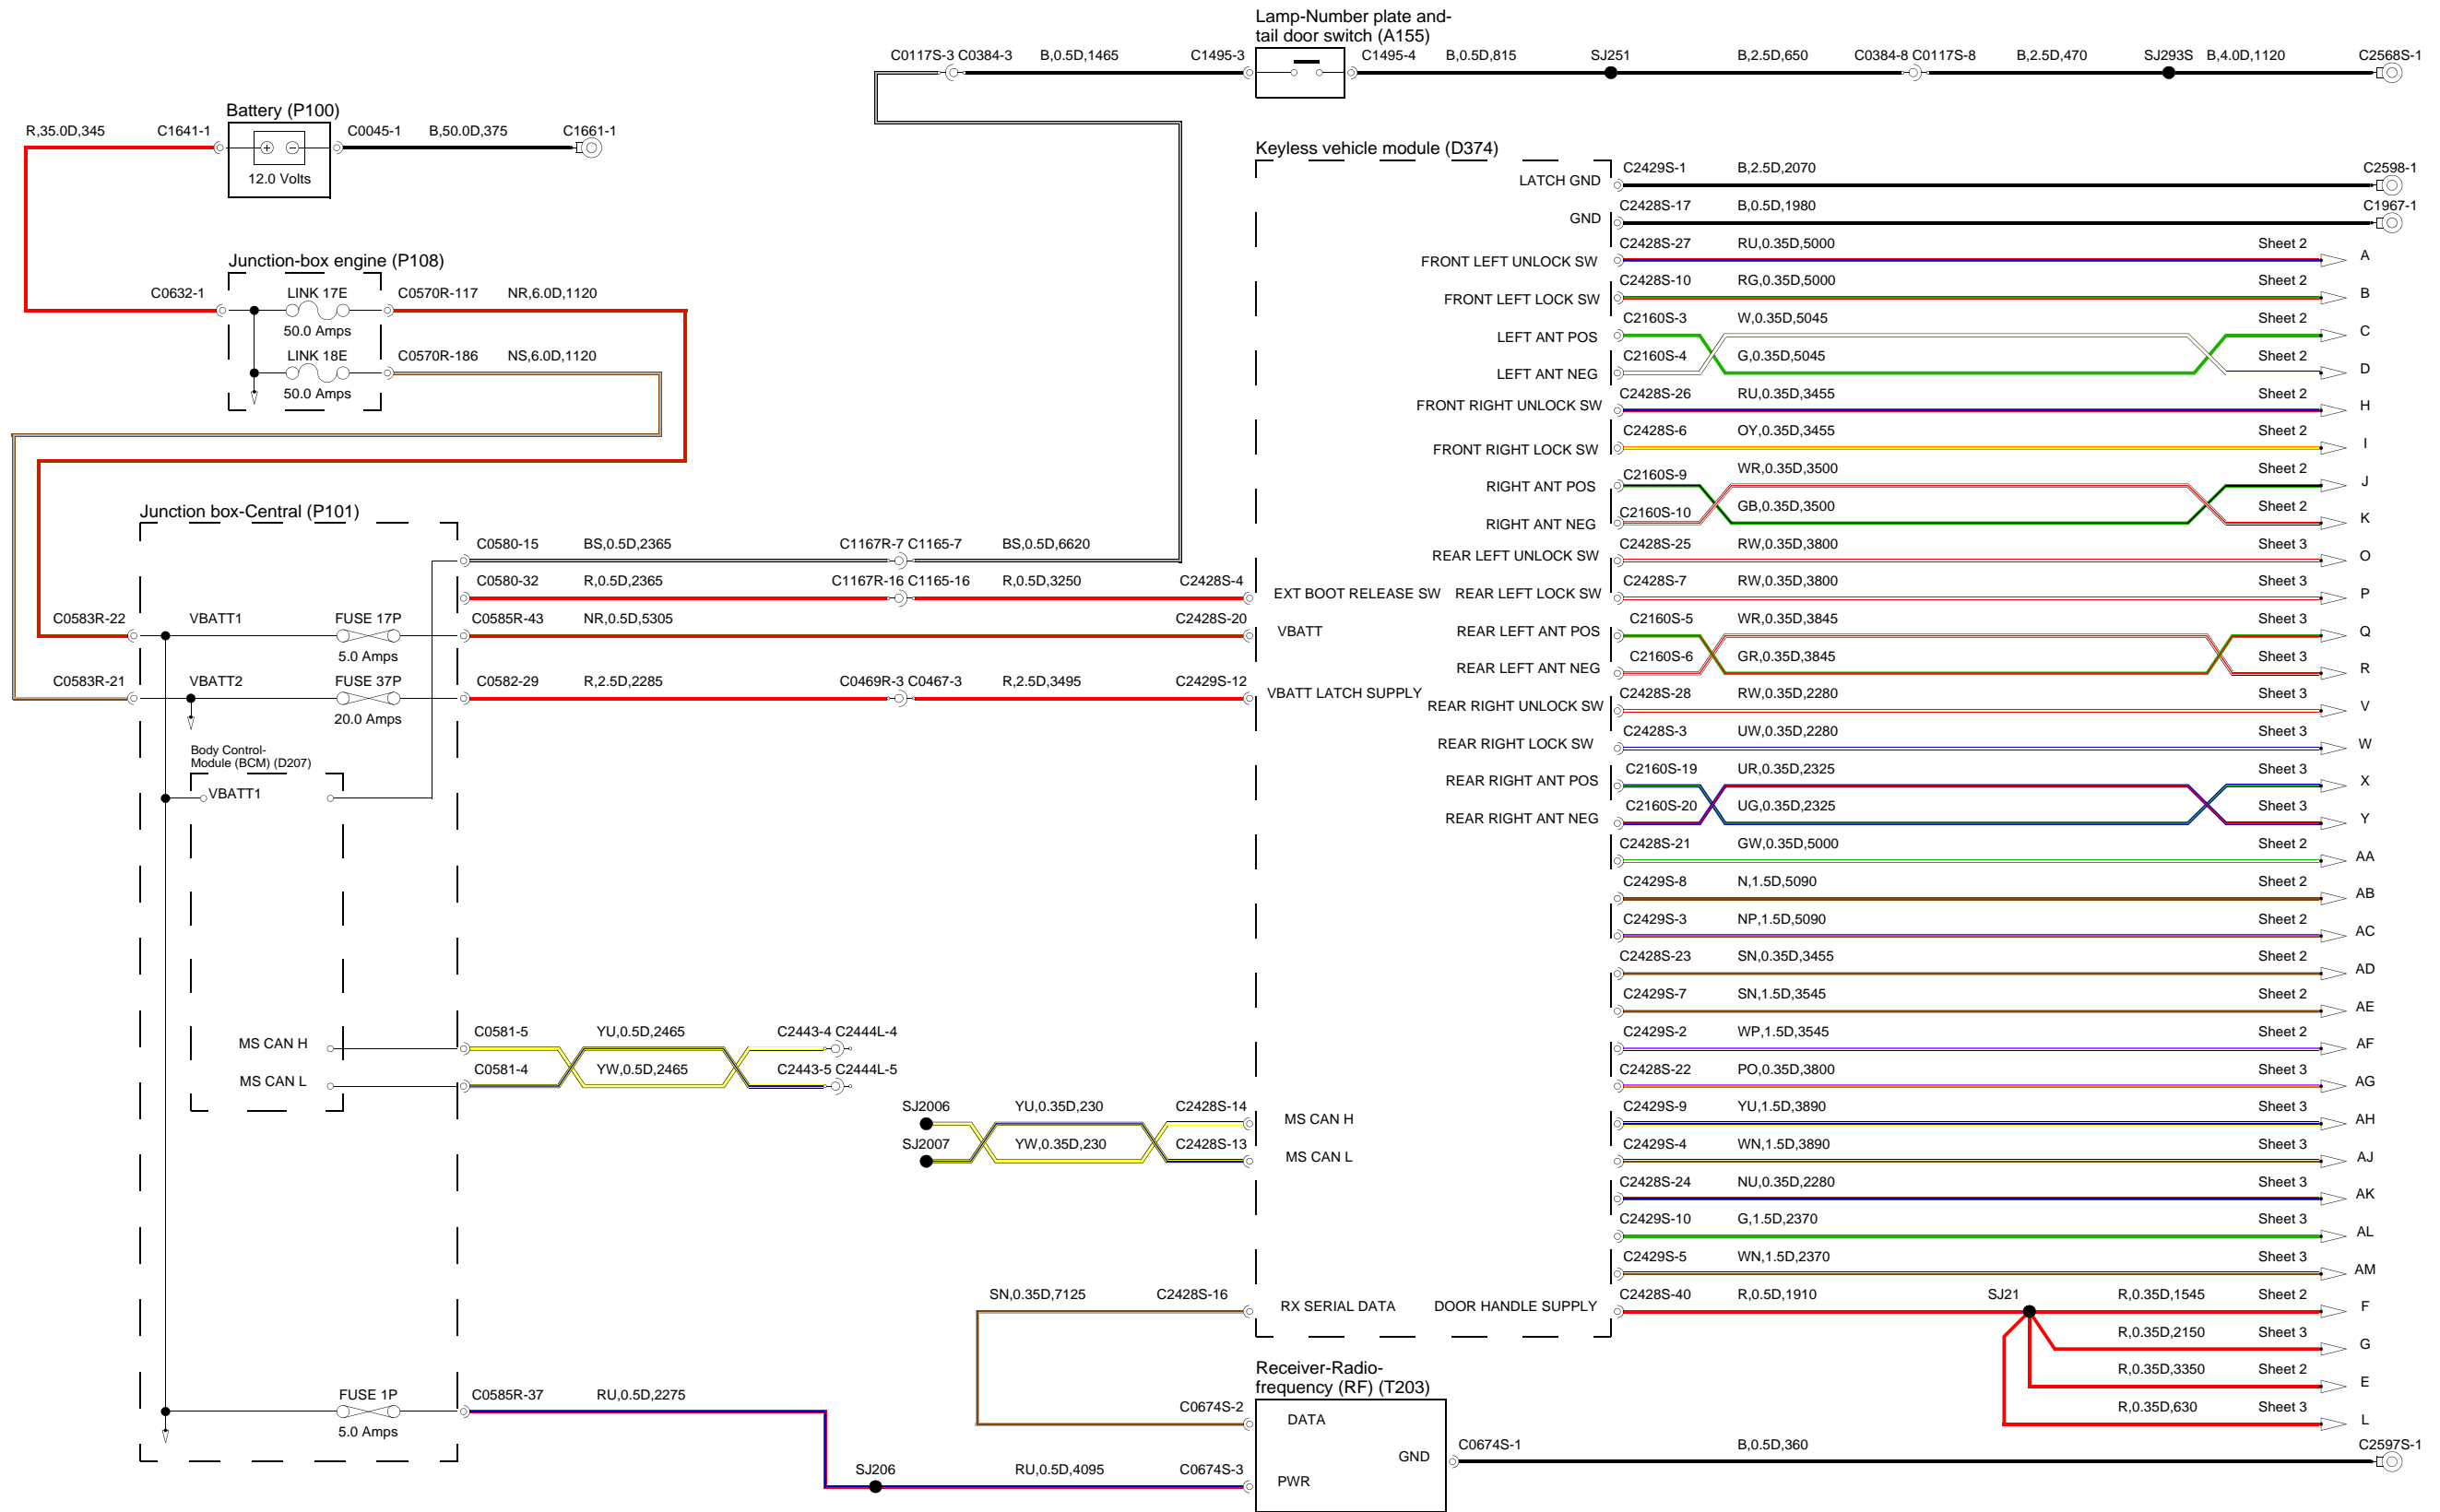 Lamp-Number plate and-
tail door switch (A155)
C0117S-3 C0384-3 B,0.5D,1465 C1495-3 C1495-4 B,0.5D,815 SJ251 B,2.5D,650 C0384-8 C0117S-8 B,2.5D,470 SJ293S B,4.0D,1120 C2568S-1
Battery (P100)
R,35.0D,345 C1641-1 C0045-1 B,50.0D,375 C1661-1
12.0 Volts
Keyless vehicle module (D374)
LATCH GND C2429S-1 B,2.5D,2070 C2598-1
GND C2428S-17 B,0.5D,1980 C1967-1
FRONT LEFT UNLOCK SW C2428S-27 RU,0.35D,5000 Sheet 2 A
Junction-box engine (P108)
C0632-1 LINK 17E C0570R-117 NR,6.0D,1120
50.0 Amps
LINK 18E C0570R-186 NS,6.0D,1120
50.0 Amps
FRONT LEFT LOCK SW C2428S-10 RG,0.35D,5000 Sheet 2 B
LEFT ANT POS C2160S-3 W,0.35D,5045 Sheet 2 C
LEFT ANT NEG C2160S-4 G,0.35D,5045 Sheet 2 D
FRONT RIGHT UNLOCK SW C2428S-26 RU,0.35D,3455 Sheet 2 H
FRONT RIGHT LOCK SW C2428S-6 OY,0.35D,3455 Sheet 2 I
RIGHT ANT POS C2160S-9 WR,0.35D,3500 Sheet 2 J
RIGHT ANT NEG C2160S-10 GB,0.35D,3500 Sheet 2 K
Junction box-Central (P101)
C0580-15 BS,0.5D,2365 C1167R-7 C1165-7 BS,0.5D,6620
REAR LEFT UNLOCK SW C2428S-25 RW,0.35D,3800 Sheet 3 O
C0580-32 R,0.5D,2365 C1167R-16 C1165-16 R,0.5D,3250 C2428S-4 EXT BOOT RELEASE SW
REAR LEFT LOCK SW C2428S-7 RW,0.35D,3800 Sheet 3 P
C0583R-22 VBATT1 FUSE 17P C0585R-43 NR,0.5D,5305 C2428S-20 VBATT
5.0 Amps
REAR LEFT ANT POS C2160S-5 WR,0.35D,3845 Sheet 3 Q
REAR LEFT ANT NEG C2160S-6 GR,0.35D,3845 Sheet 3 R
C0583R-21 VBATT2 FUSE 37P C0582-29 R,2.5D,2285 C0469R-3 C0467-3 R,2.5D,3495 C2429S-12 VBATT LATCH SUPPLY
20.0 Amps
REAR RIGHT UNLOCK SW C2428S-28 RW,0.35D,2280 Sheet 3 V
REAR RIGHT LOCK SW C2428S-3 UW,0.35D,2280 Sheet 3 W
Body Control-
Module (BCM) (D207)
VBATT1
REAR RIGHT ANT POS C2160S-19 UR,0.35D,2325 Sheet 3 X
REAR RIGHT ANT NEG C2160S-20 UG,0.35D,2325 Sheet 3 Y
C2428S-21 GW,0.35D,5000 Sheet 2 AA
C2429S-8 N,1.5D,5090 Sheet 2 AB
C2429S-3 NP,1.5D,5090 Sheet 2 AC
C2428S-23 SN,0.35D,3455 Sheet 2 AD
C2429S-7 SN,1.5D,3545 Sheet 2 AE
MS CAN H C0581-5 YU,0.5D,2465 C2443-4 C2444L-4
C2429S-2 WP,1.5D,3545 Sheet 2 AF
MS CAN L C0581-4 YW,0.5D,2465 C2443-5 C2444L-5
C2428S-22 PO,0.35D,3800 Sheet 3 AG
SJ2006 YU,0.35D,230 C2428S-14 MS CAN H
C2429S-9 YU,1.5D,3890 Sheet 3 AH
SJ2007 YW,0.35D,230 C2428S-13 MS CAN L
C2429S-4 WN,1.5D,3890 Sheet 3 AJ
C2428S-24 NU,0.35D,2280 Sheet 3 AK
C2429S-10 G,1.5D,2370 Sheet 3 AL
C2429S-5 WN,1.5D,2370 Sheet 3 AM
SN,0.35D,7125 C2428S-16 RX SERIAL DATA
DOOR HANDLE SUPPLY C2428S-40 R,0.5D,1910 SJ21 R,0.35D,1545 Sheet 2 F
R,0.35D,2150 Sheet 3 G
R,0.35D,3350 Sheet 2 E
R,0.35D,630 Sheet 3 L
Receiver-Radio-
frequency (RF) (T203)
FUSE 1P C0585R-37 RU,0.5D,2275
5.0 Amps
C0674S-2 DATA
GND C0674S-1 B,0.5D,360 C2597S-1
SJ206 RU,0.5D,4095 C0674S-3 PWR